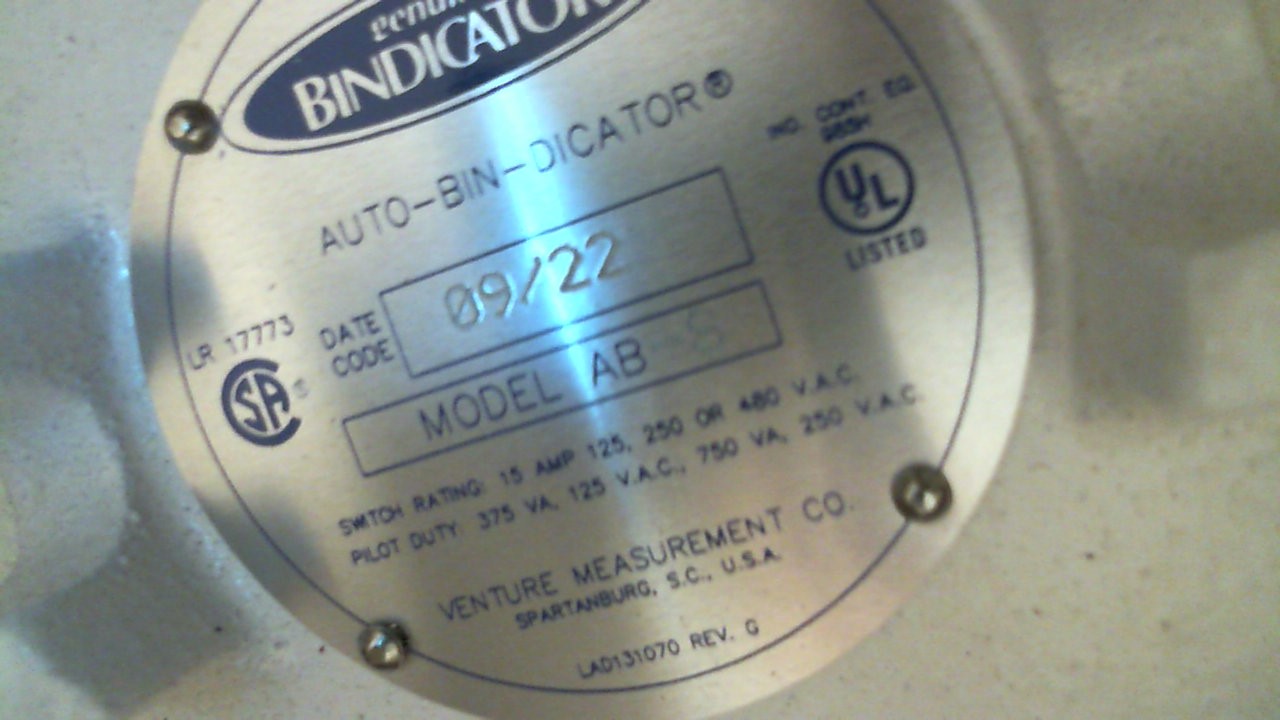 genuine
BINDICATOR
AUTO-BIN-DICATOR®
IND. CONT. EQ.
UL
LISTED
LR 17773
SA ®
DATE
CODE
09/22
MODEL AB
SWITCH RATING: 15 AMP 125, 250 OR 480 V.A.C.
PILOT DUTY: 375 VA, 125 V.A.C., 750 VA, 250 V.A.C.
VENTURE MEASUREMENT CO.
SPARTANBURG, S.C., U.S.A.
LAD131070 REV. G